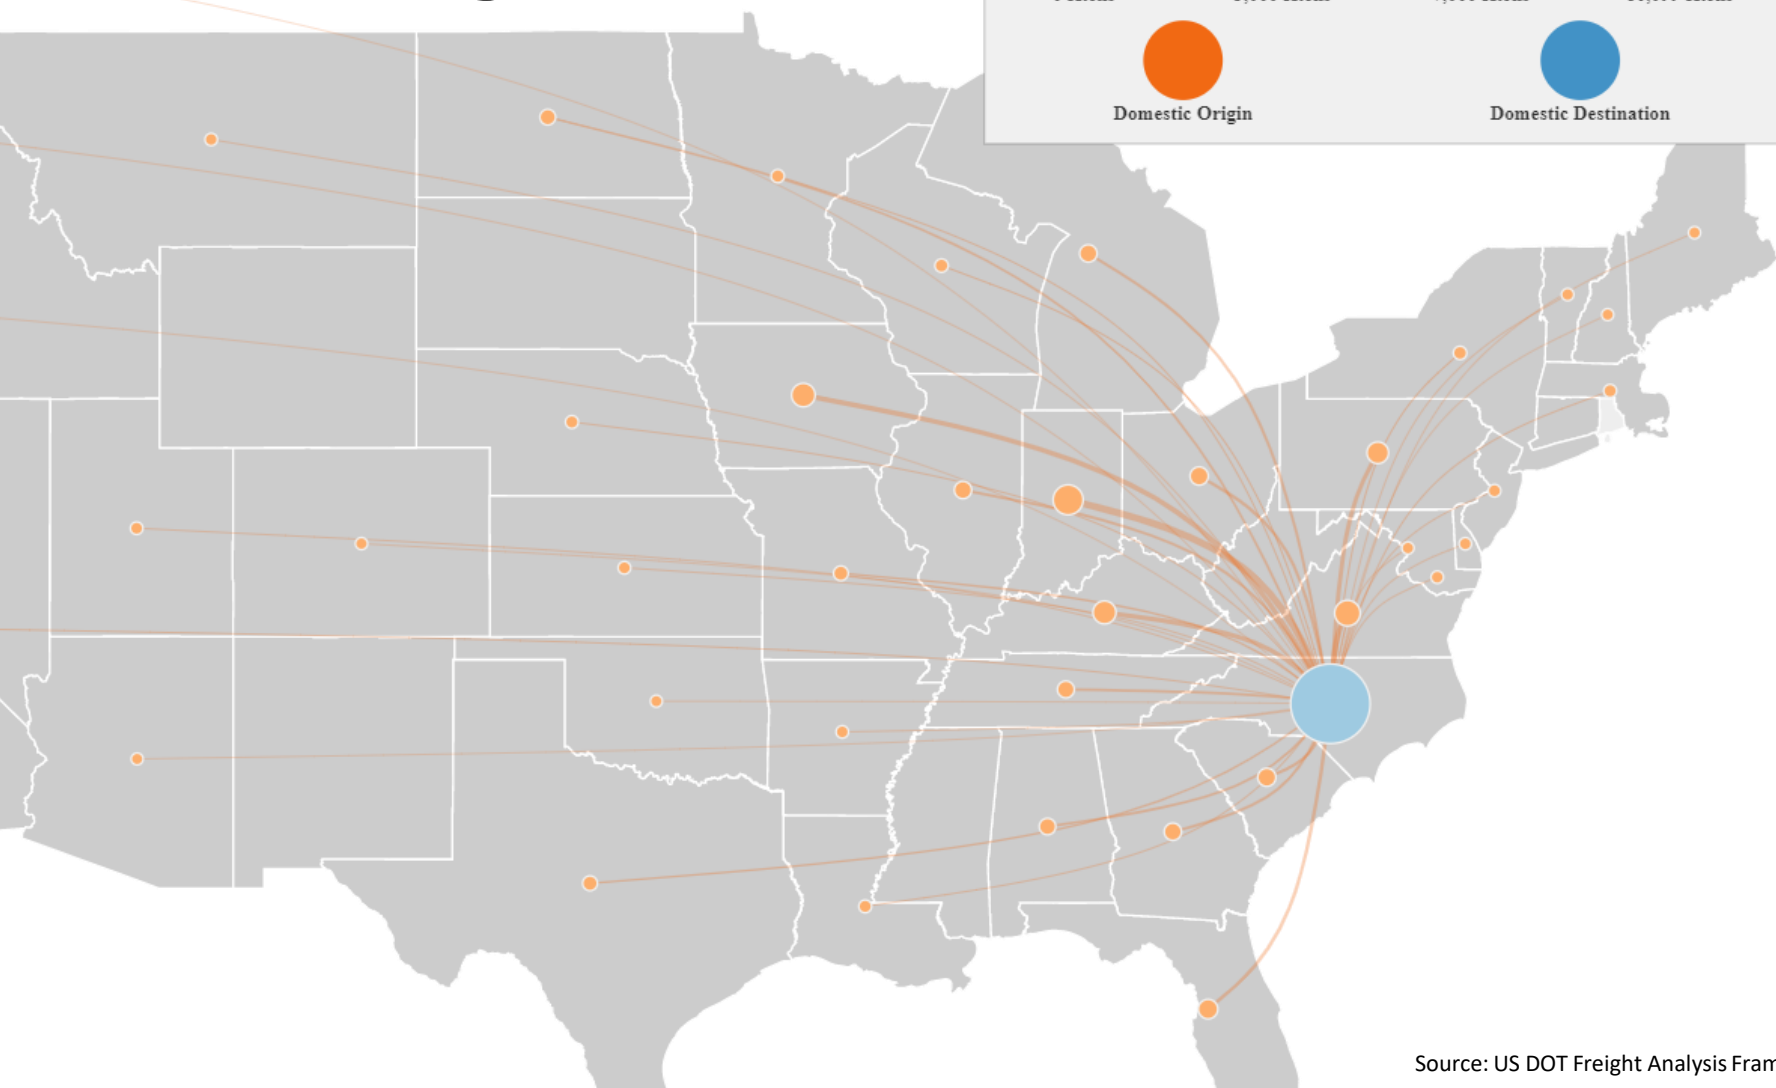 Domestic Origin
Domestic Destination
Source: US DOT Freight Analysis Fram